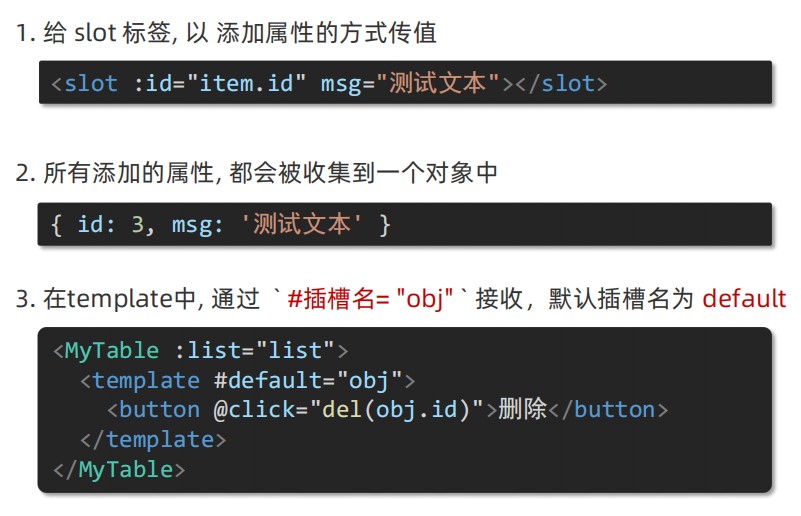 1. 给 slot 标签, 以 添加属性的方式传值
<slot :id="item.id" msg="测试文本"></slot>
2. 所有添加的属性, 都会被收集到一个对象中
{ id: 3, msg: '测试文本' }
3. 在template中, 通过 ` #插槽名= "obj" ` 接收，默认插槽名为 default
<MyTable :list="list">
  <template #default="obj">
    <button @click="del(obj.id)">删除</button>
  </template>
</MyTable>